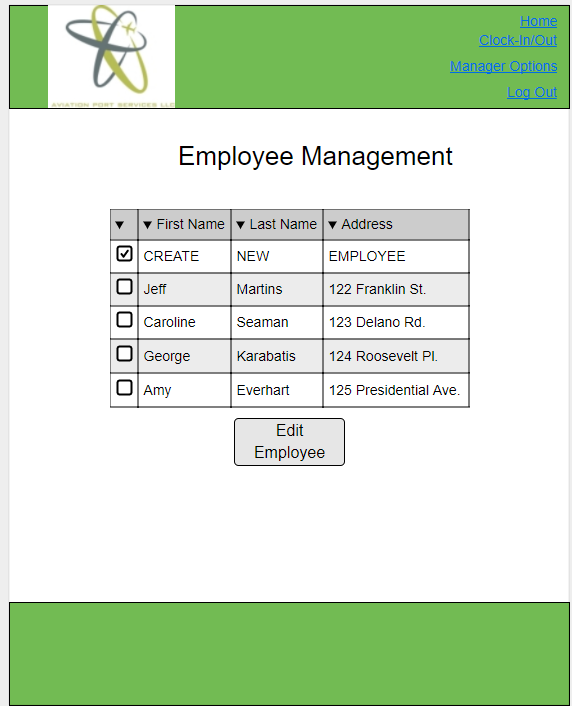 AVIATION PORT SERVICES LLC
Home
Clock-In/Out
Manager Options
Log Out
Employee Management
▼ ▼ First Name ▼ Last Name ▼ Address
CREATE NEW EMPLOYEE
Jeff Martins 122 Franklin St.
Caroline Seaman 123 Delano Rd.
George Karabatis 124 Roosevelt Pl.
Amy Everhart 125 Presidential Ave.
Edit
Employee